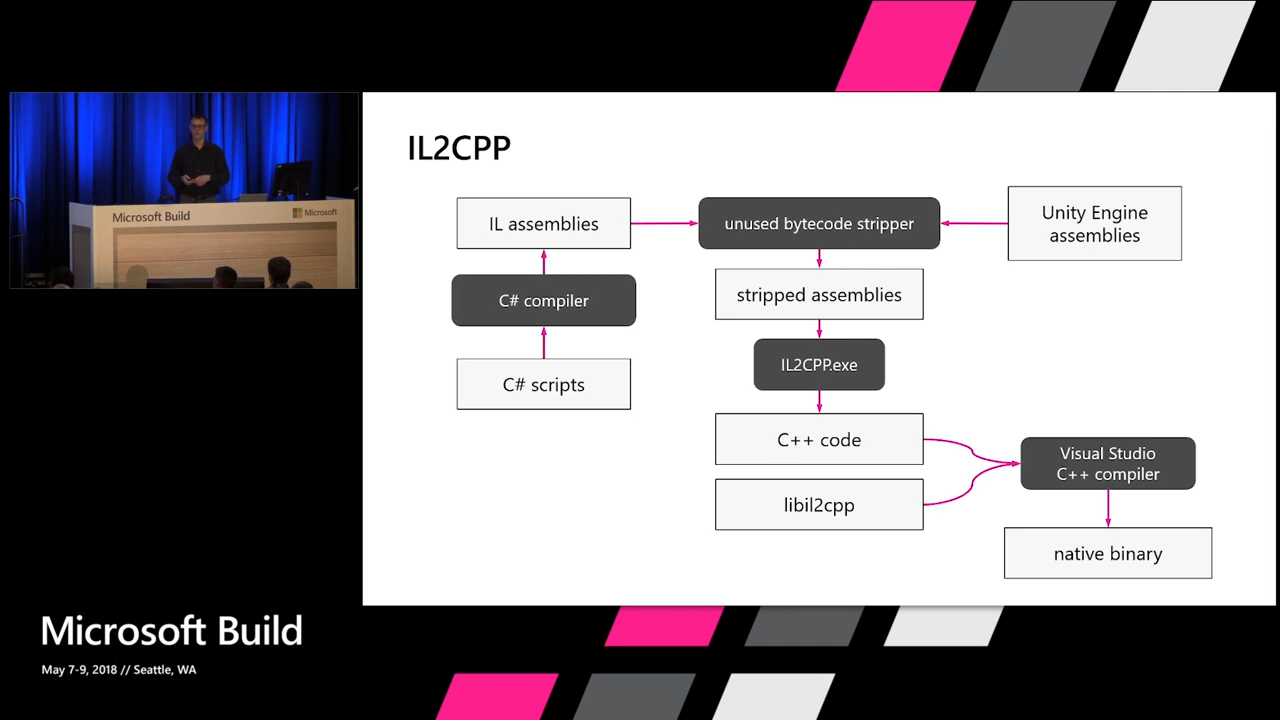 Microsoft Build
Microsoft
IL2CPP
IL assemblies
unused bytecode stripper
Unity Engine
assemblies
C# compiler
stripped assemblies
C# scripts
IL2CPP.exe
C++ code
Visual Studio
C++ compiler
libil2cpp
native binary
Microsoft Build
May 7-9, 2018 // Seattle, WA